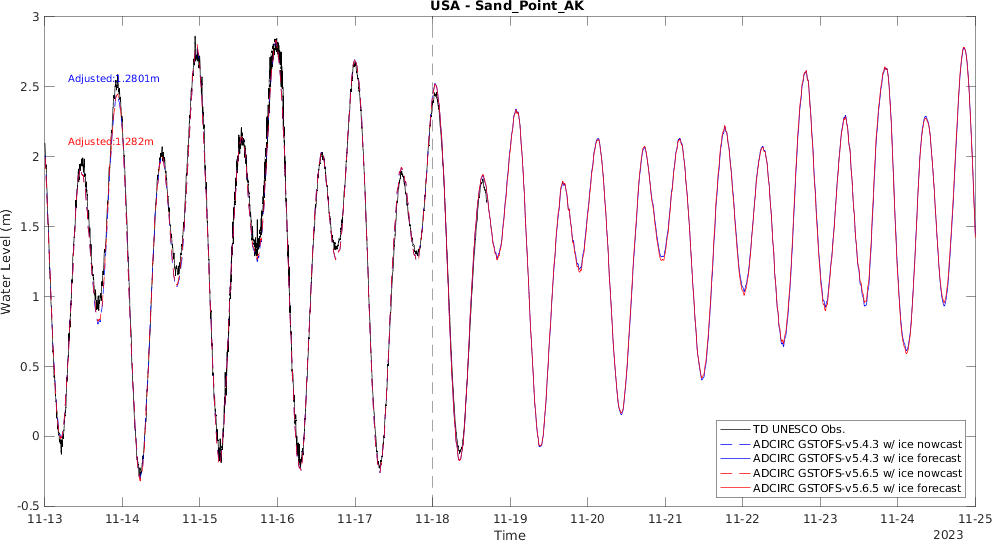 USA - Sand_Point_AK
3
2.5
2
1.5
1
0.5
0
-0.5
Water Level (m)
Adjusted:1.2801m
Adjusted:1.282m
TD UNESCO Obs.
ADCIRC GSTOFS-v5.4.3 w/ ice nowcast
ADCIRC GSTOFS-v5.4.3 w/ ice forecast
ADCIRC GSTOFS-v5.6.5 w/ ice nowcast
ADCIRC GSTOFS-v5.6.5 w/ ice forecast
11-13 11-14 11-15 11-16 11-17 11-18 11-19 11-20 11-21 11-22 11-23 11-24 11-25
Time
2023